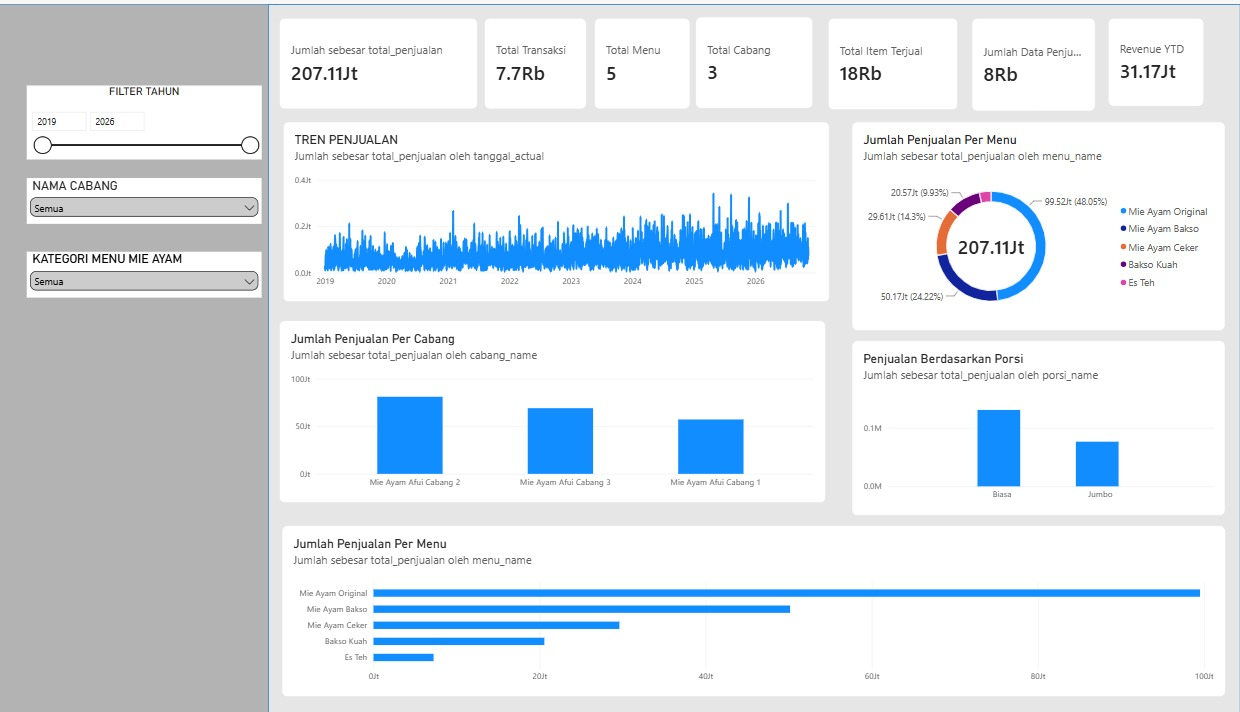 Jumlah sebesar total_penjualan
207.11Jt
Total Transaksi
7.7Rb
Total Menu
5
Total Cabang
3
Total Item Terjual
18Rb
Jumlah Data Penju...
8Rb
Revenue YTD
31.17Jt
FILTER TAHUN
2019
2026
NAMA CABANG
Semua
KATEGORI MENU MIE AYAM
Semua
TREN PENJUALAN
Jumlah sebesar total_penjualan oleh tanggal_actual
0.4Jt
0.2Jt
0.0Jt
2019 2020 2021 2022 2023 2024 2025 2026
Jumlah Penjualan Per Menu
Jumlah sebesar total_penjualan oleh menu_name
20.57Jt (9.93%)
99.52Jt (48.05%)
29.61Jt (14.3%)
207.11Jt
50.17Jt (24.22%)
Mie Ayam Original
Mie Ayam Bakso
Mie Ayam Ceker
Bakso Kuah
Es Teh
Jumlah Penjualan Per Cabang
Jumlah sebesar total_penjualan oleh cabang_name
100Jt
50Jt
0Jt
Mie Ayam Afui Cabang 2 Mie Ayam Afui Cabang 3 Mie Ayam Afui Cabang 1
Penjualan Berdasarkan Porsi
Jumlah sebesar total_penjualan oleh porsi_name
0.1M
0.0M
Biasa Jumbo
Jumlah Penjualan Per Menu
Jumlah sebesar total_penjualan oleh menu_name
Mie Ayam Original
Mie Ayam Bakso
Mie Ayam Ceker
Bakso Kuah
Es Teh
0Jt 20Jt 40Jt 60Jt 80Jt 100Jt